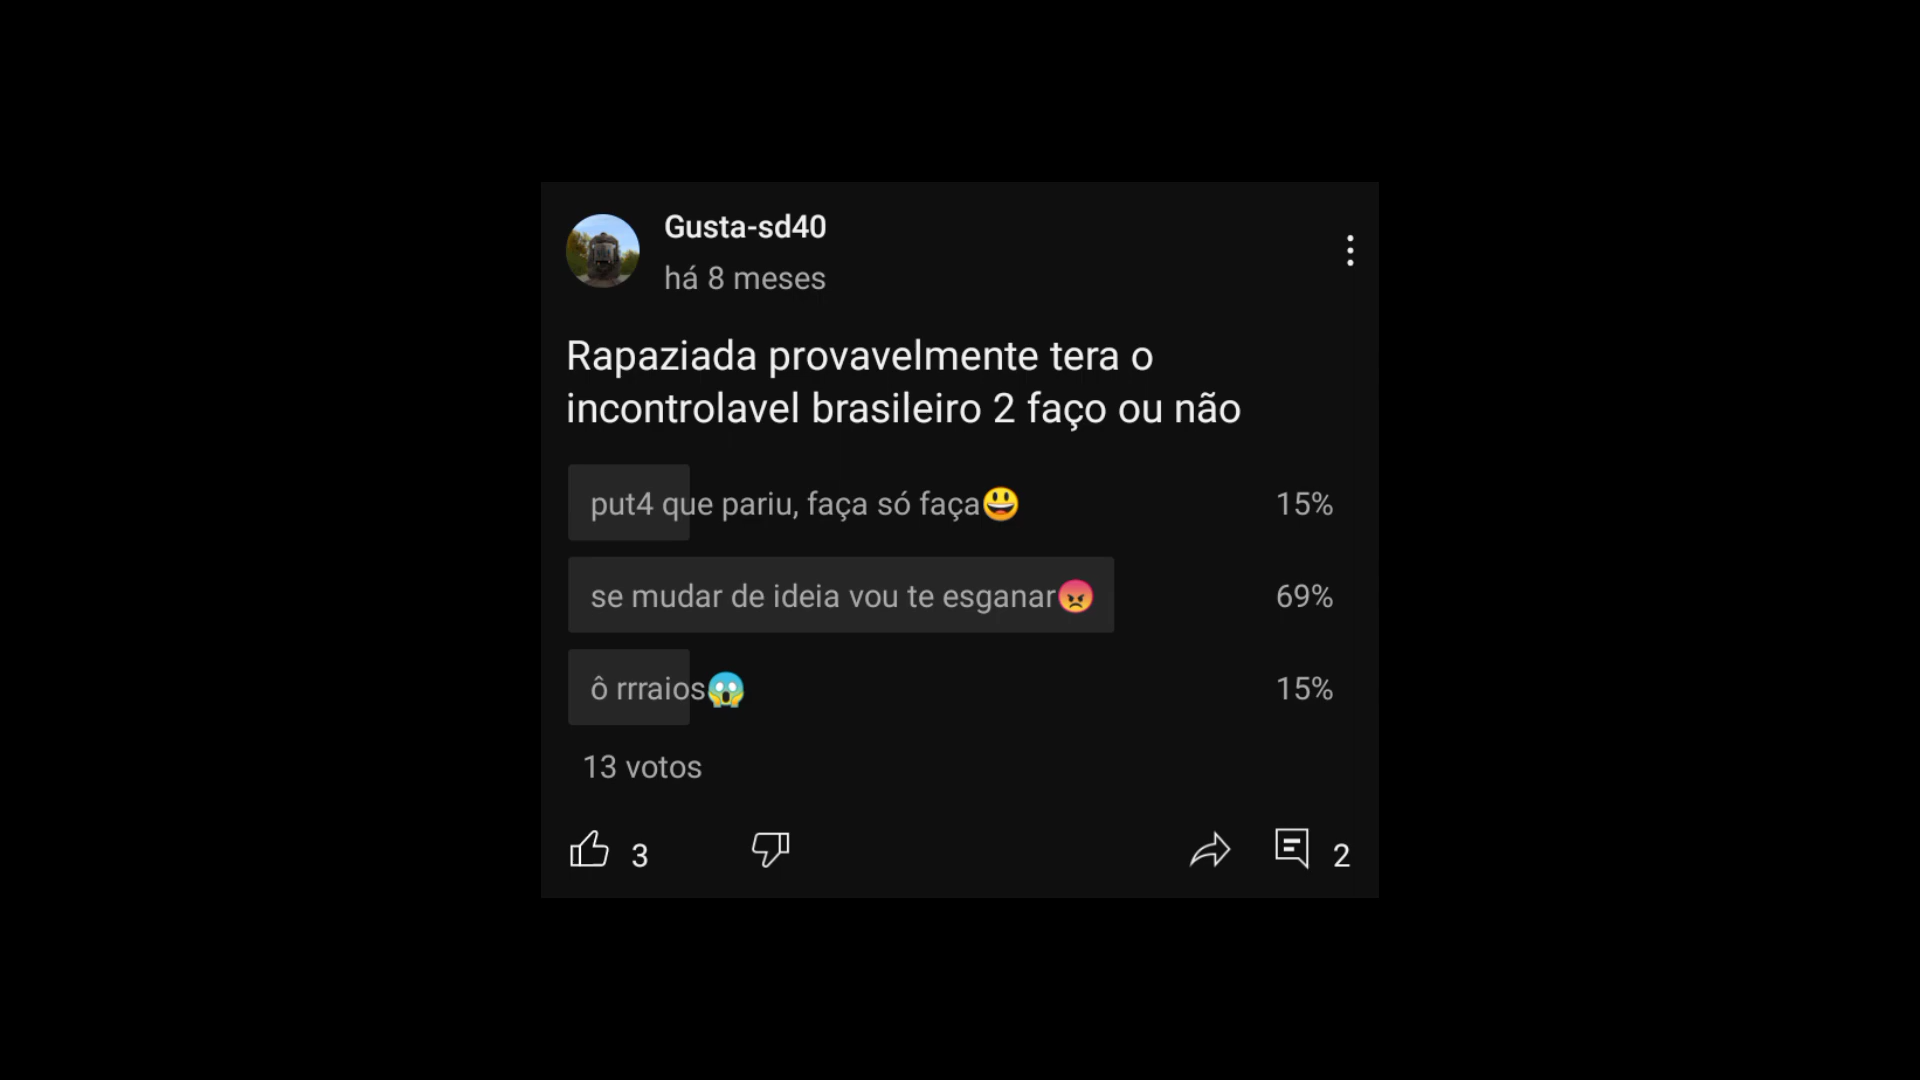 Gusta-sd40
há 8 meses
Rapaziada provavelmente tera o
incontrolavel brasileiro 2 faço ou não
put4 que pariu, faça só faça😃 15%
se mudar de ideia vou te esganar😡 69%
ô rrraios😱 15%
13 votos
3 2